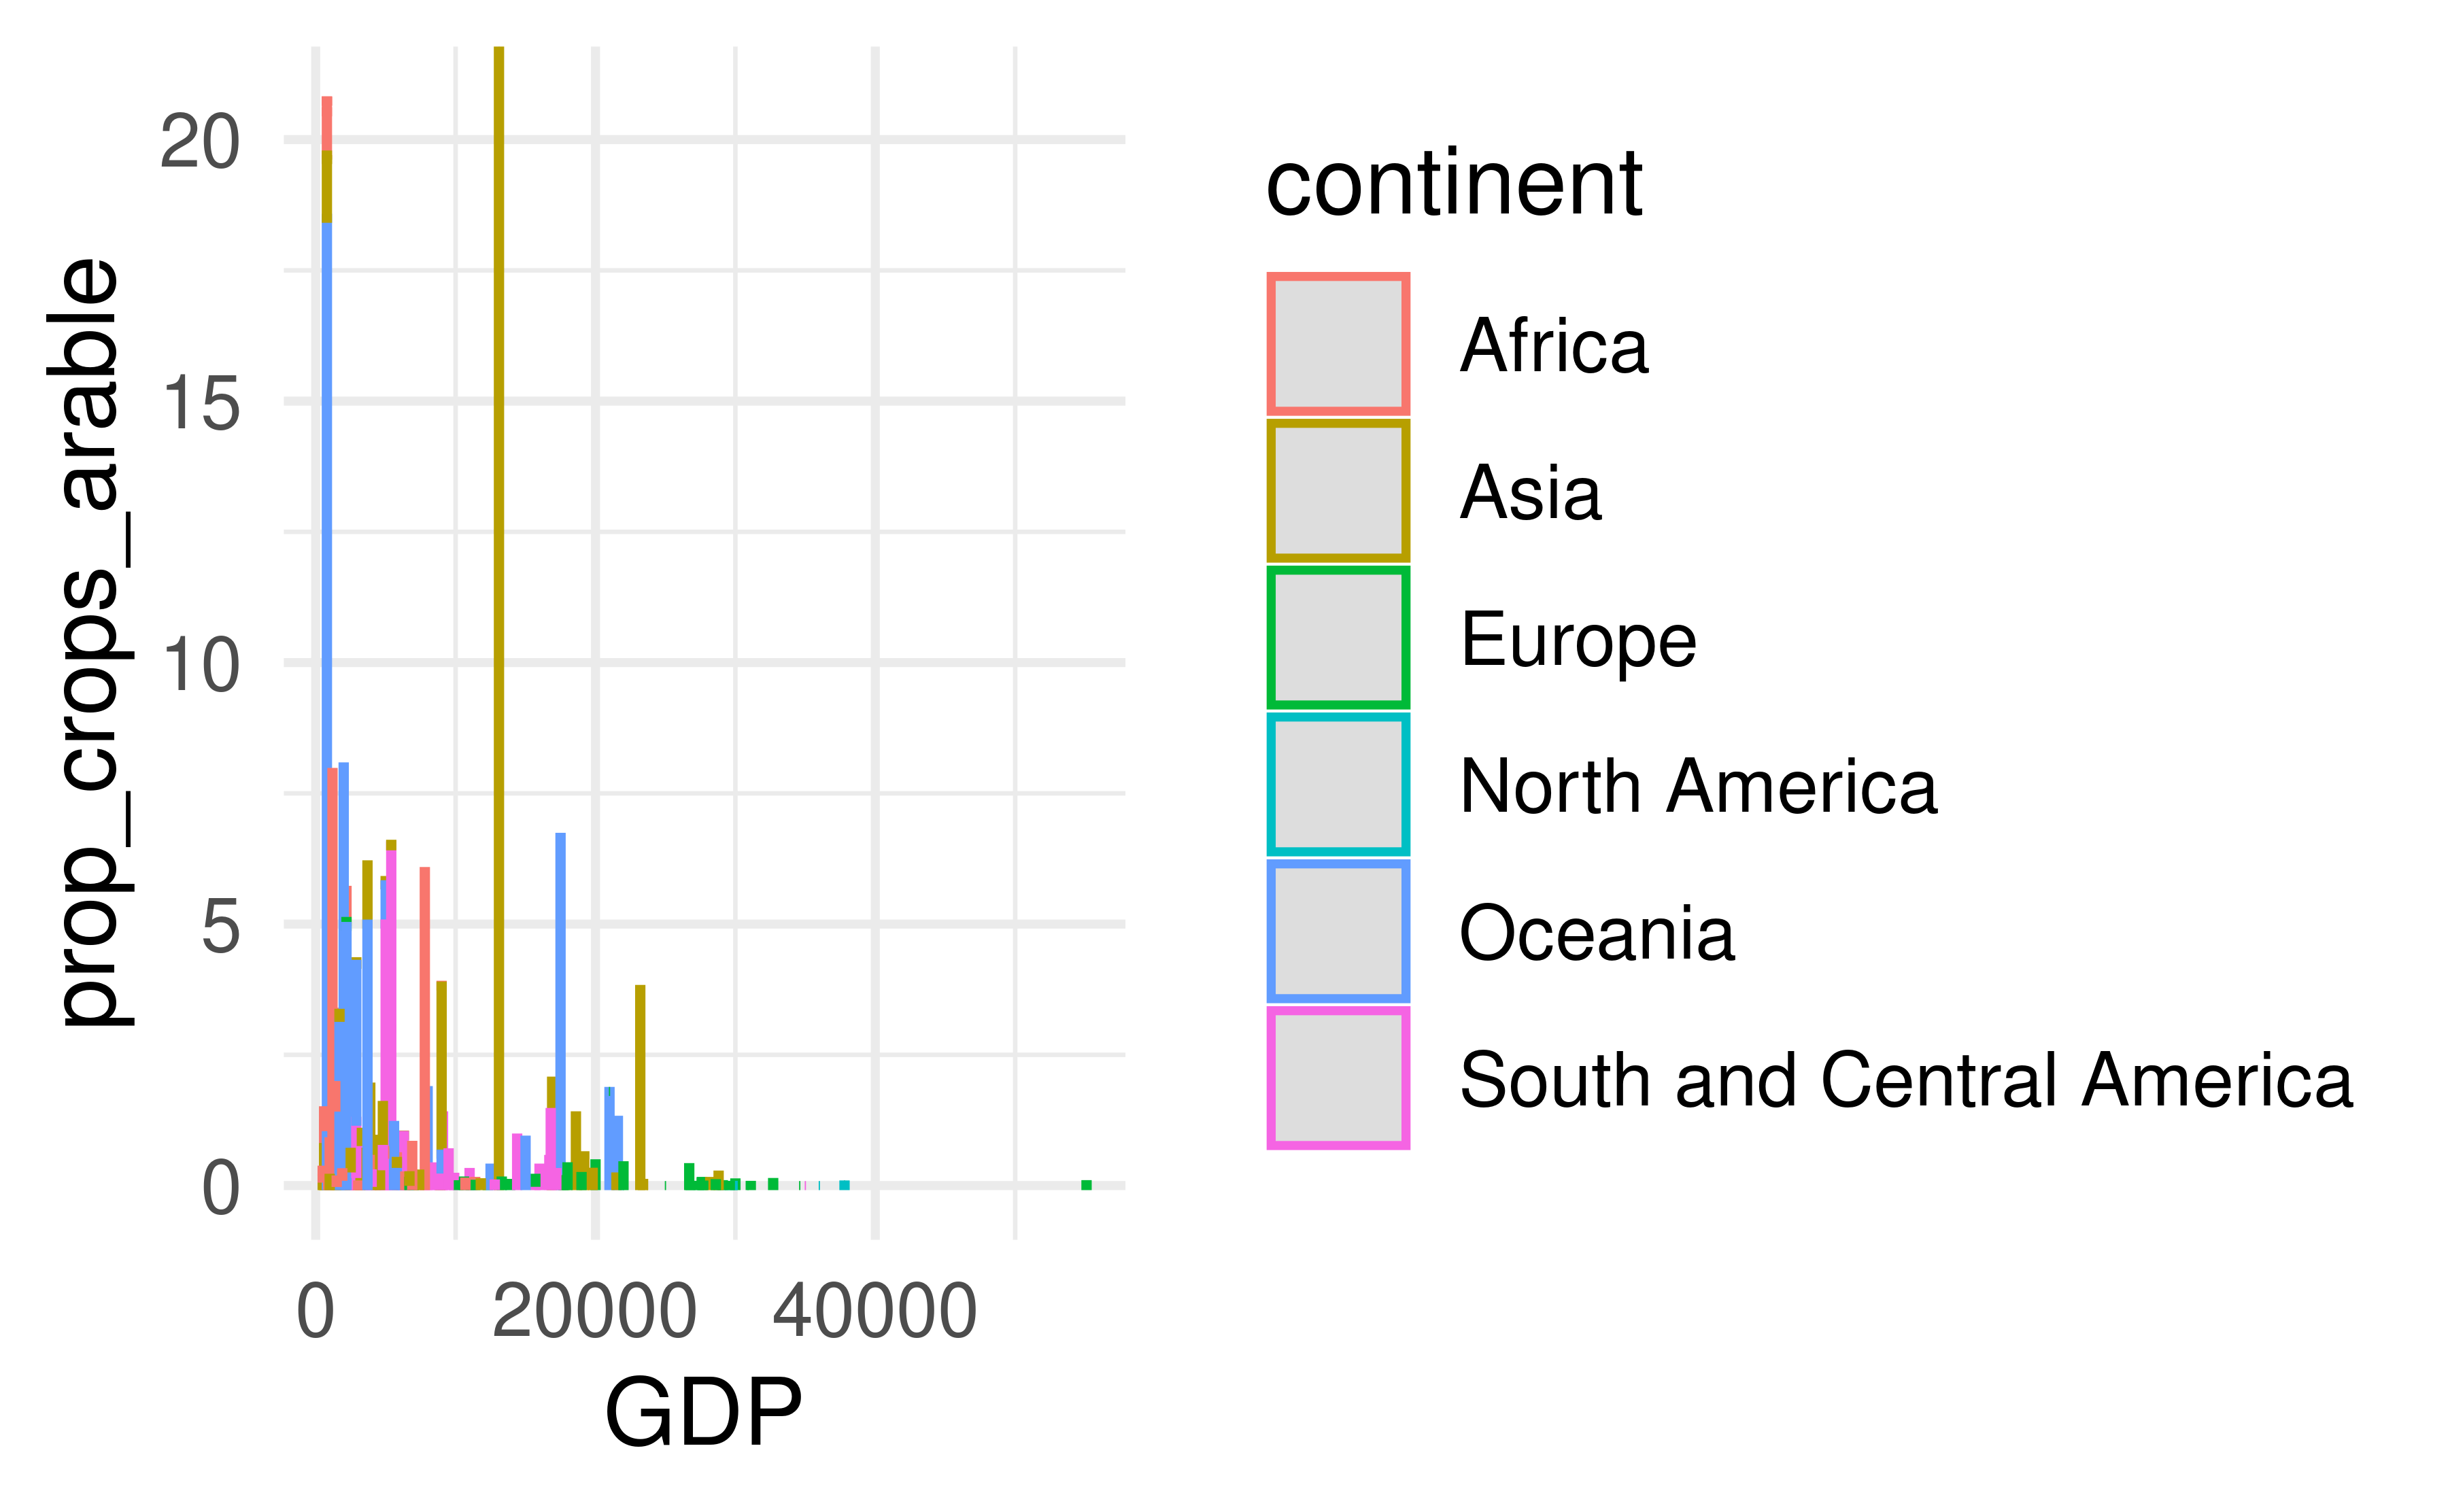 prop_crops_arable
20
15
10
5
0
0 20000 40000
GDP
continent
Africa
Asia
Europe
North America
Oceania
South and Central America